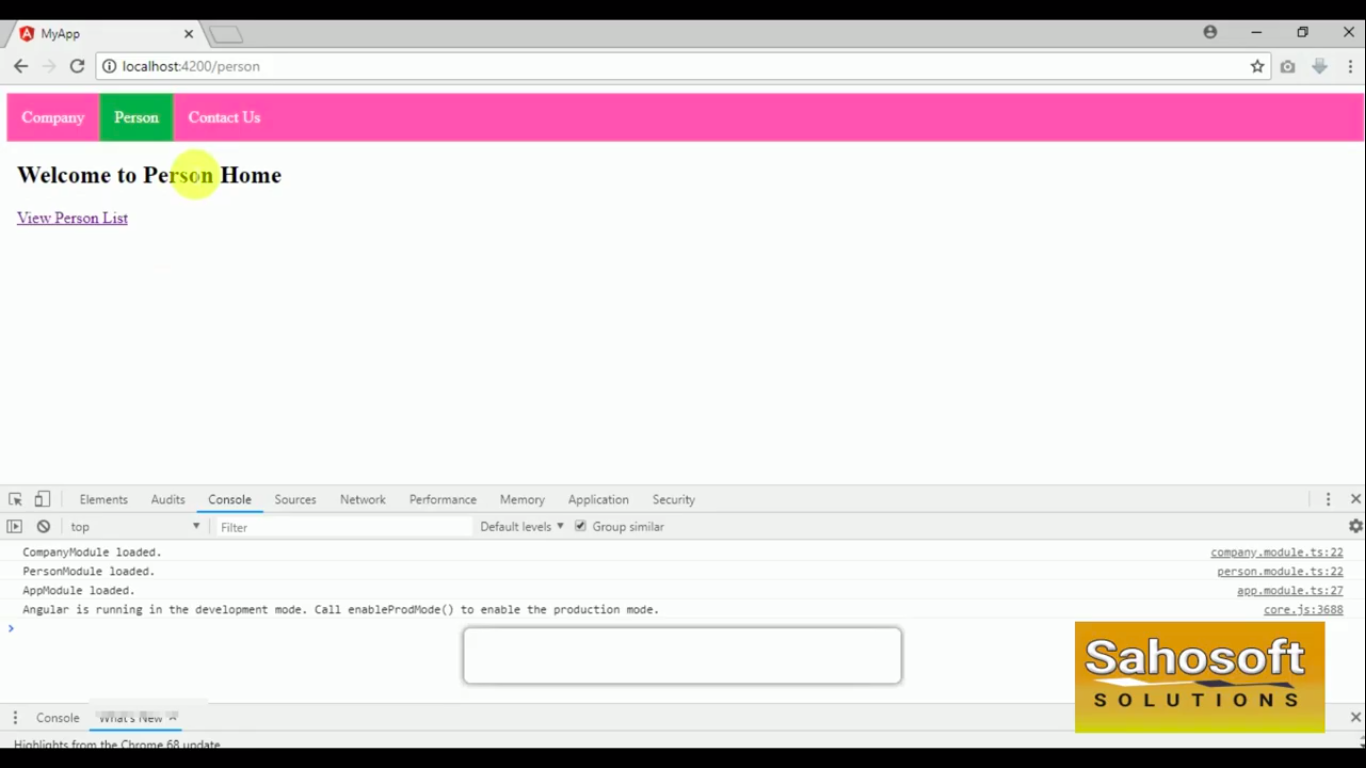 MyApp
localhost:4200/person
Company Person Contact Us
Welcome to Person Home
View Person List
Elements Audits Console Sources Network Performance Memory Application Security
top Filter Default levels Group similar
CompanyModule loaded. company.module.ts:22
PersonModule loaded. person.module.ts:22
AppModule loaded. app.module.ts:27
Angular is running in the development mode. Call enableProdMode() to enable the production mode. core.js:3688
Sahosoft
SOLUTIONS
Console What's New
Highlights from the Chrome 68 update